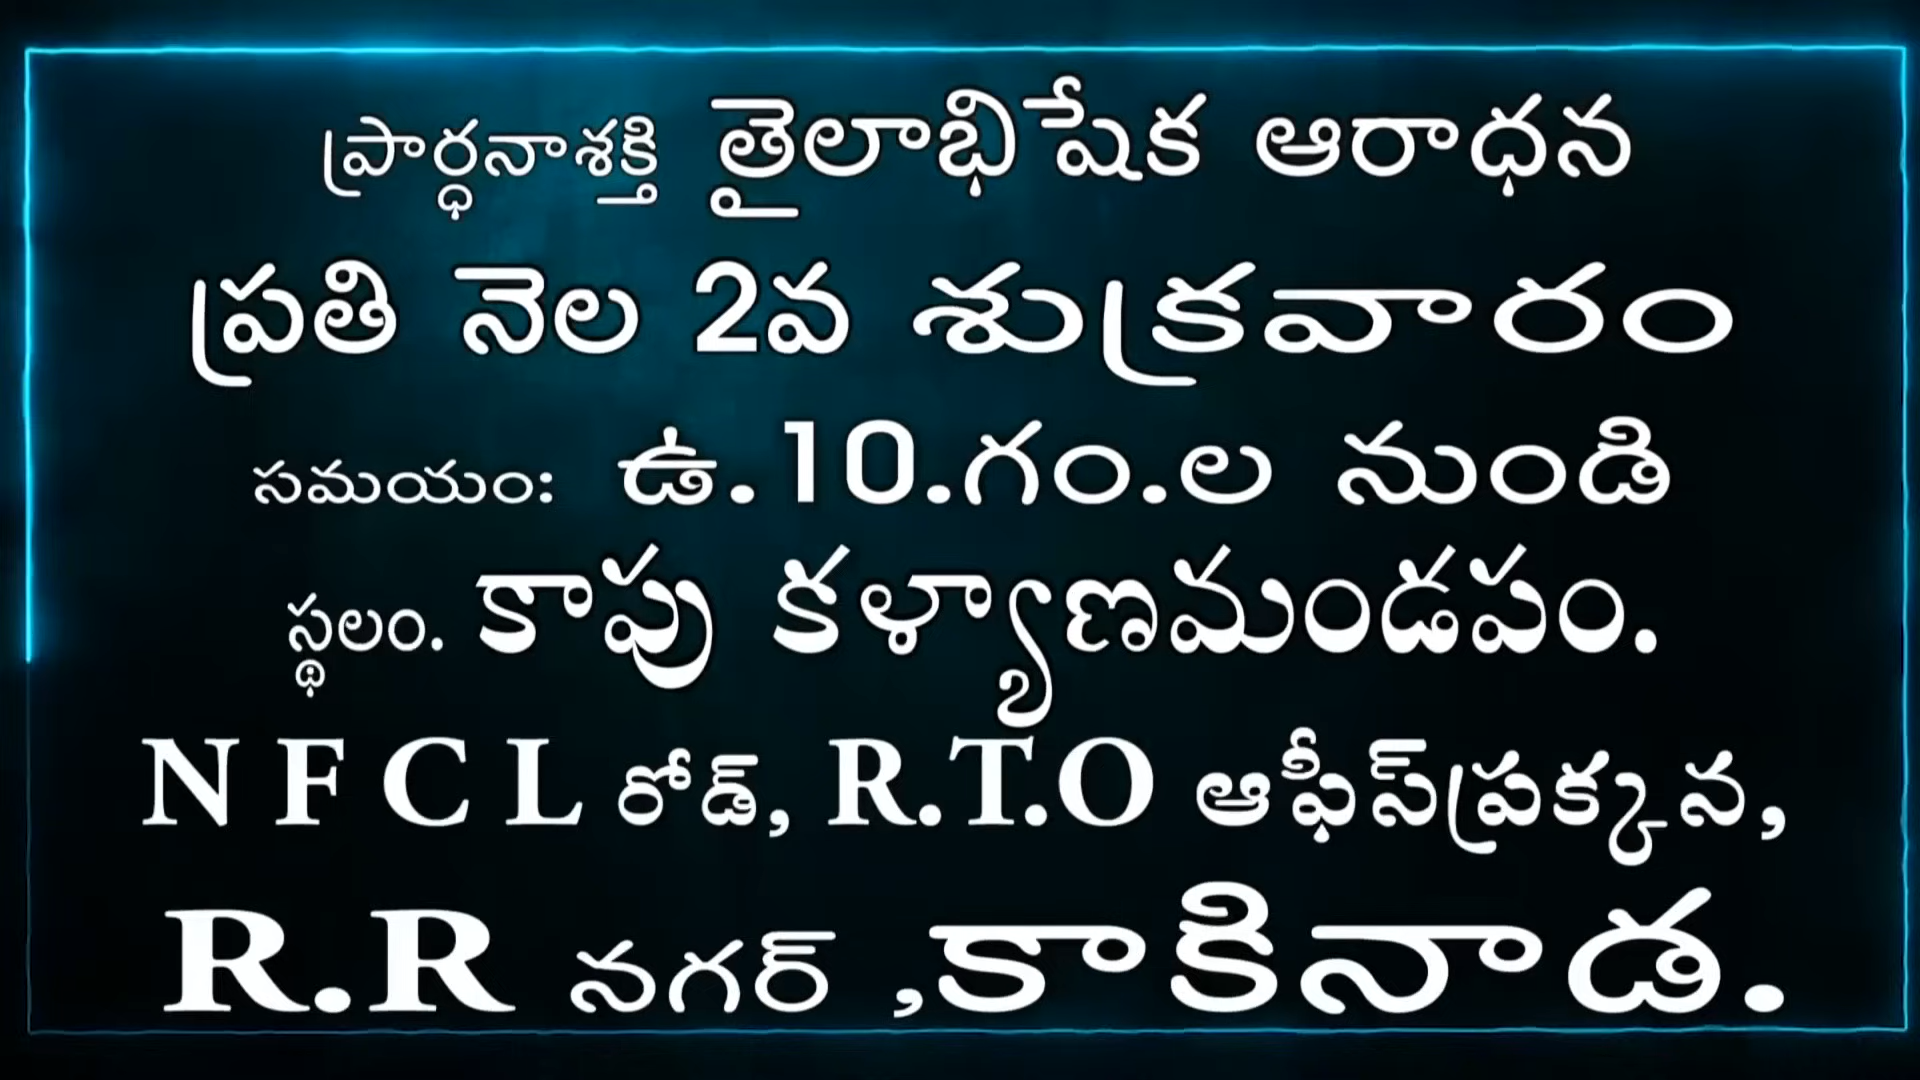 ప్రార్ధనాశక్తి తైలాభిషేక ఆరాధన
ప్రతి నెల 2వ శుక్రవారం
సమయం: ఉ.10.గం.ల నుండి
స్థలం. కాపు కళ్యాణమండపం.
N F C L రోడ్, R.T.O ఆఫీస్‌ప్రక్కన,
R.R నగర్ ,కాకినాడ.